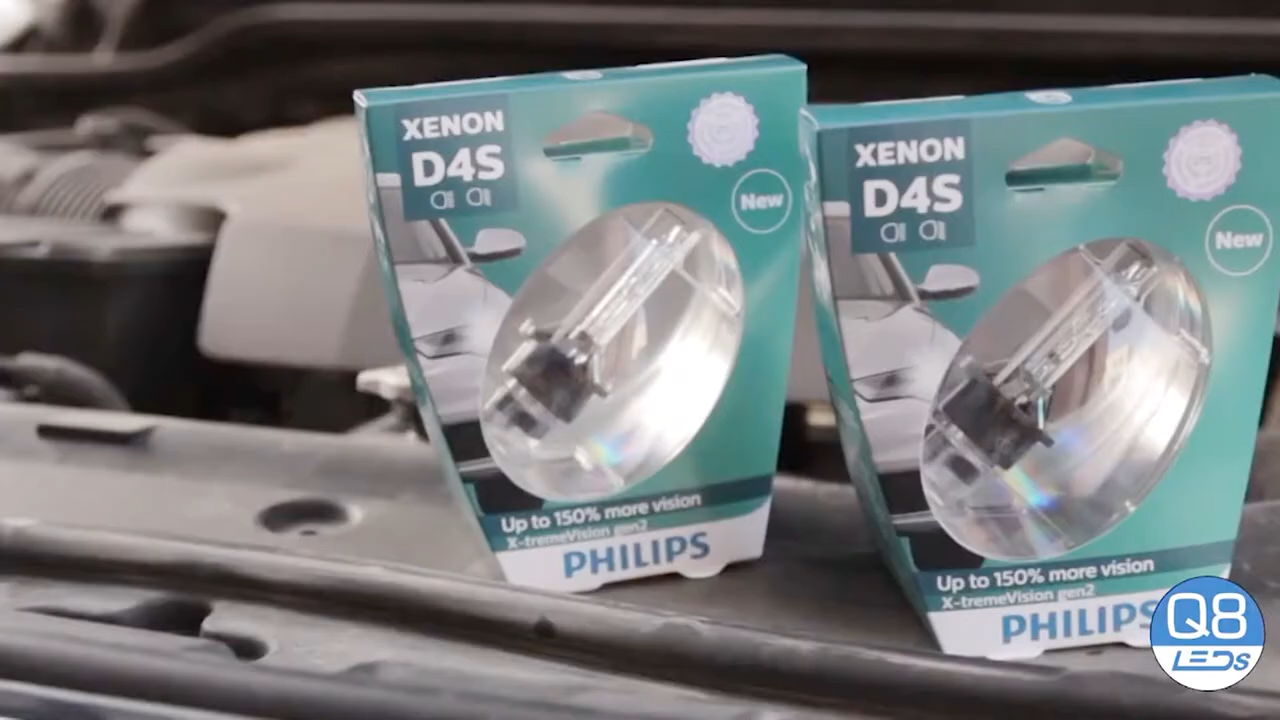 XENON
D4S
New
Up to 150% more vision
X-tremeVision gen2
PHILIPS
XENON
D4S
New
Up to 150% more vision
X-tremeVision gen2
PHILIPS
Q8
LEDs